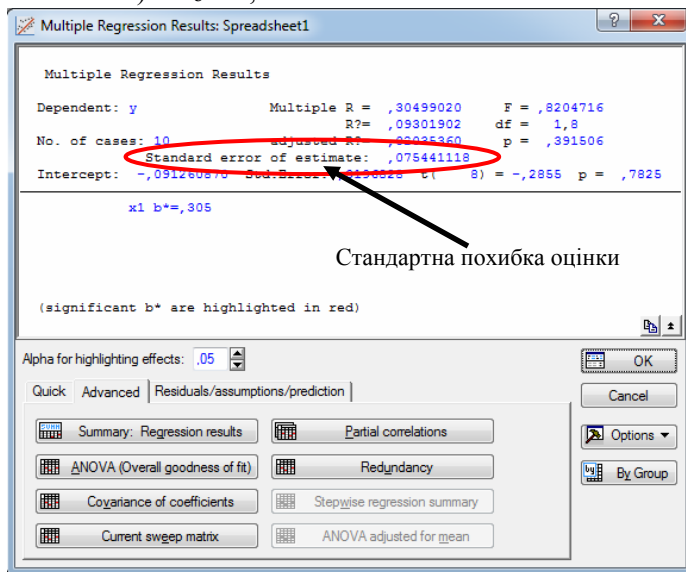 Multiple Regression Results: Spreadsheet1
Multiple Regression Results
Dependent: y Multiple R = ,30499020 F = ,8204716
R?= ,09301902 df = 1,8
No. of cases: 10 adjusted R?= p = ,391506
Standard error of estimate: ,075441118
Intercept: -,091260870 Std.Error: t( 8) = -,2855 p = ,7825
x1 b*=,305
Стандартна похибка оцінки
(significant b* are highlighted in red)
Alpha for highlighting effects: ,05
OK
Quick Advanced Residuals/assumptions/prediction
Cancel
Summary: Regression results Partial correlations
Options
ANOVA (Overall goodness of fit) Redundancy
By Group
Covariance of coefficients Stepwise regression summary
Current sweep matrix ANOVA adjusted for mean